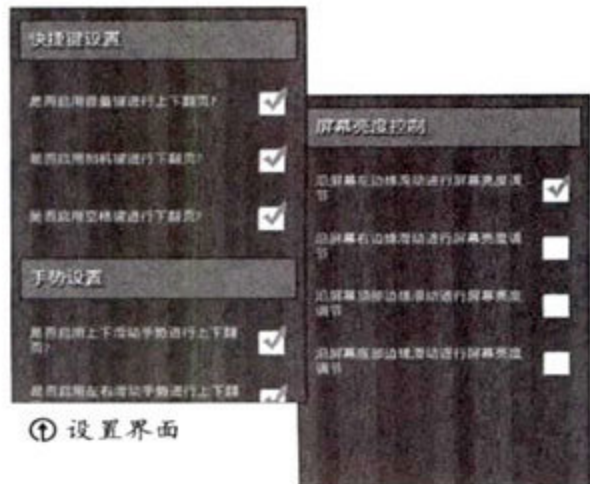 快捷键设置
是否启用音量键进行上下翻页?
是否启用相机键进行下翻页?
是否启用空格键进行下翻页?
手势设置
是否启用上下滑动手势进行上下翻
页?
是否启用左右滑动手势进行上下翻
屏幕亮度控制
沿屏幕左边缘滑动进行屏幕亮度调
节
沿屏幕右边缘滑动进行屏幕亮度调
节
沿屏幕顶部边缘滑动进行屏幕亮度
调节
沿屏幕底部边缘滑动进行屏幕亮度
调节
设置界面